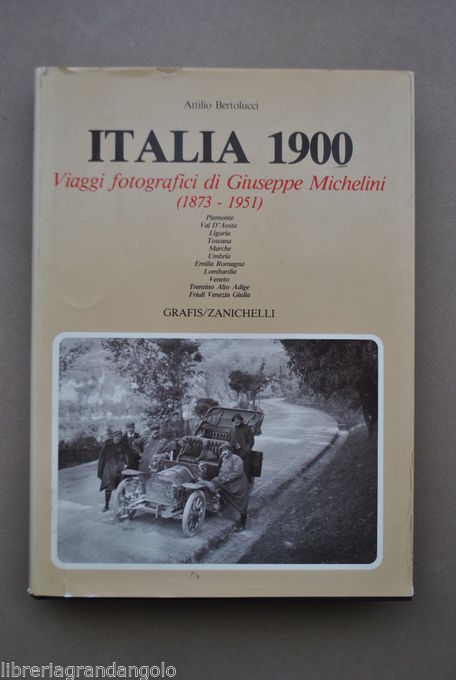 Attilio Bertolucci
ITALIA 1900
Viaggi fotografici di Giuseppe Michelini
(1873 - 1951)
Piemonte
Val D'Aosta
Liguria
Toscana
Marche
Umbria
Emilia Romagna
Lombardia
Veneto
Trentino Alto Adige
Friuli Venezia Giulia
GRAFIS/ZANICHELLI
libreriagrandangolo